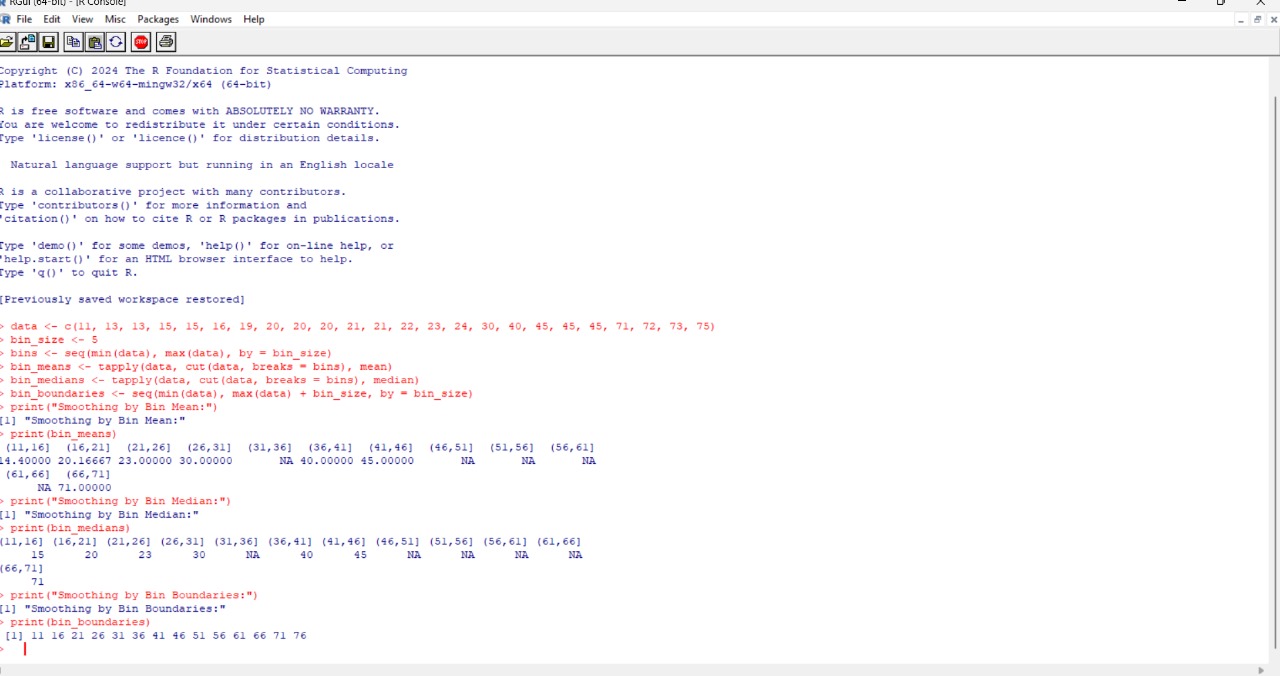 RGui (64-bit) - [R Console]
File Edit View Misc Packages Windows Help
STOP
Copyright (C) 2024 The R Foundation for Statistical Computing
Platform: x86_64-w64-mingw32/x64 (64-bit)
R is free software and comes with ABSOLUTELY NO WARRANTY.
You are welcome to redistribute it under certain conditions.
Type 'license()' or 'licence()' for distribution details.
Natural language support but running in an English locale
R is a collaborative project with many contributors.
Type 'contributors()' for more information and
'citation()' on how to cite R or R packages in publications.
Type 'demo()' for some demos, 'help()' for on-line help, or
'help.start()' for an HTML browser interface to help.
Type 'q()' to quit R.
[Previously saved workspace restored]
> data <- c(11, 13, 13, 15, 15, 16, 19, 20, 20, 20, 21, 21, 22, 23, 24, 30, 40, 45, 45, 45, 71, 72, 73, 75)
> bin_size <- 5
> bins <- seq(min(data), max(data), by = bin_size)
> bin_means <- tapply(data, cut(data, breaks = bins), mean)
> bin_medians <- tapply(data, cut(data, breaks = bins), median)
> bin_boundaries <- seq(min(data), max(data) + bin_size, by = bin_size)
> print("Smoothing by Bin Mean:")
[1] "Smoothing by Bin Mean:"
> print(bin_means)
(11,16] (16,21] (21,26] (26,31] (31,36] (36,41] (41,46] (46,51] (51,56] (56,61]
14.40000 20.16667 23.00000 30.00000 NA 40.00000 45.00000 NA NA NA
(61,66] (66,71]
NA 71.00000
> print("Smoothing by Bin Median:")
[1] "Smoothing by Bin Median:"
> print(bin_medians)
(11,16] (16,21] (21,26] (26,31] (31,36] (36,41] (41,46] (46,51] (51,56] (56,61] (61,66]
15 20 23 30 NA 40 45 NA NA NA NA
(66,71]
71
> print("Smoothing by Bin Boundaries:")
[1] "Smoothing by Bin Boundaries:"
> print(bin_boundaries)
[1] 11 16 21 26 31 36 41 46 51 56 61 66 71 76
>